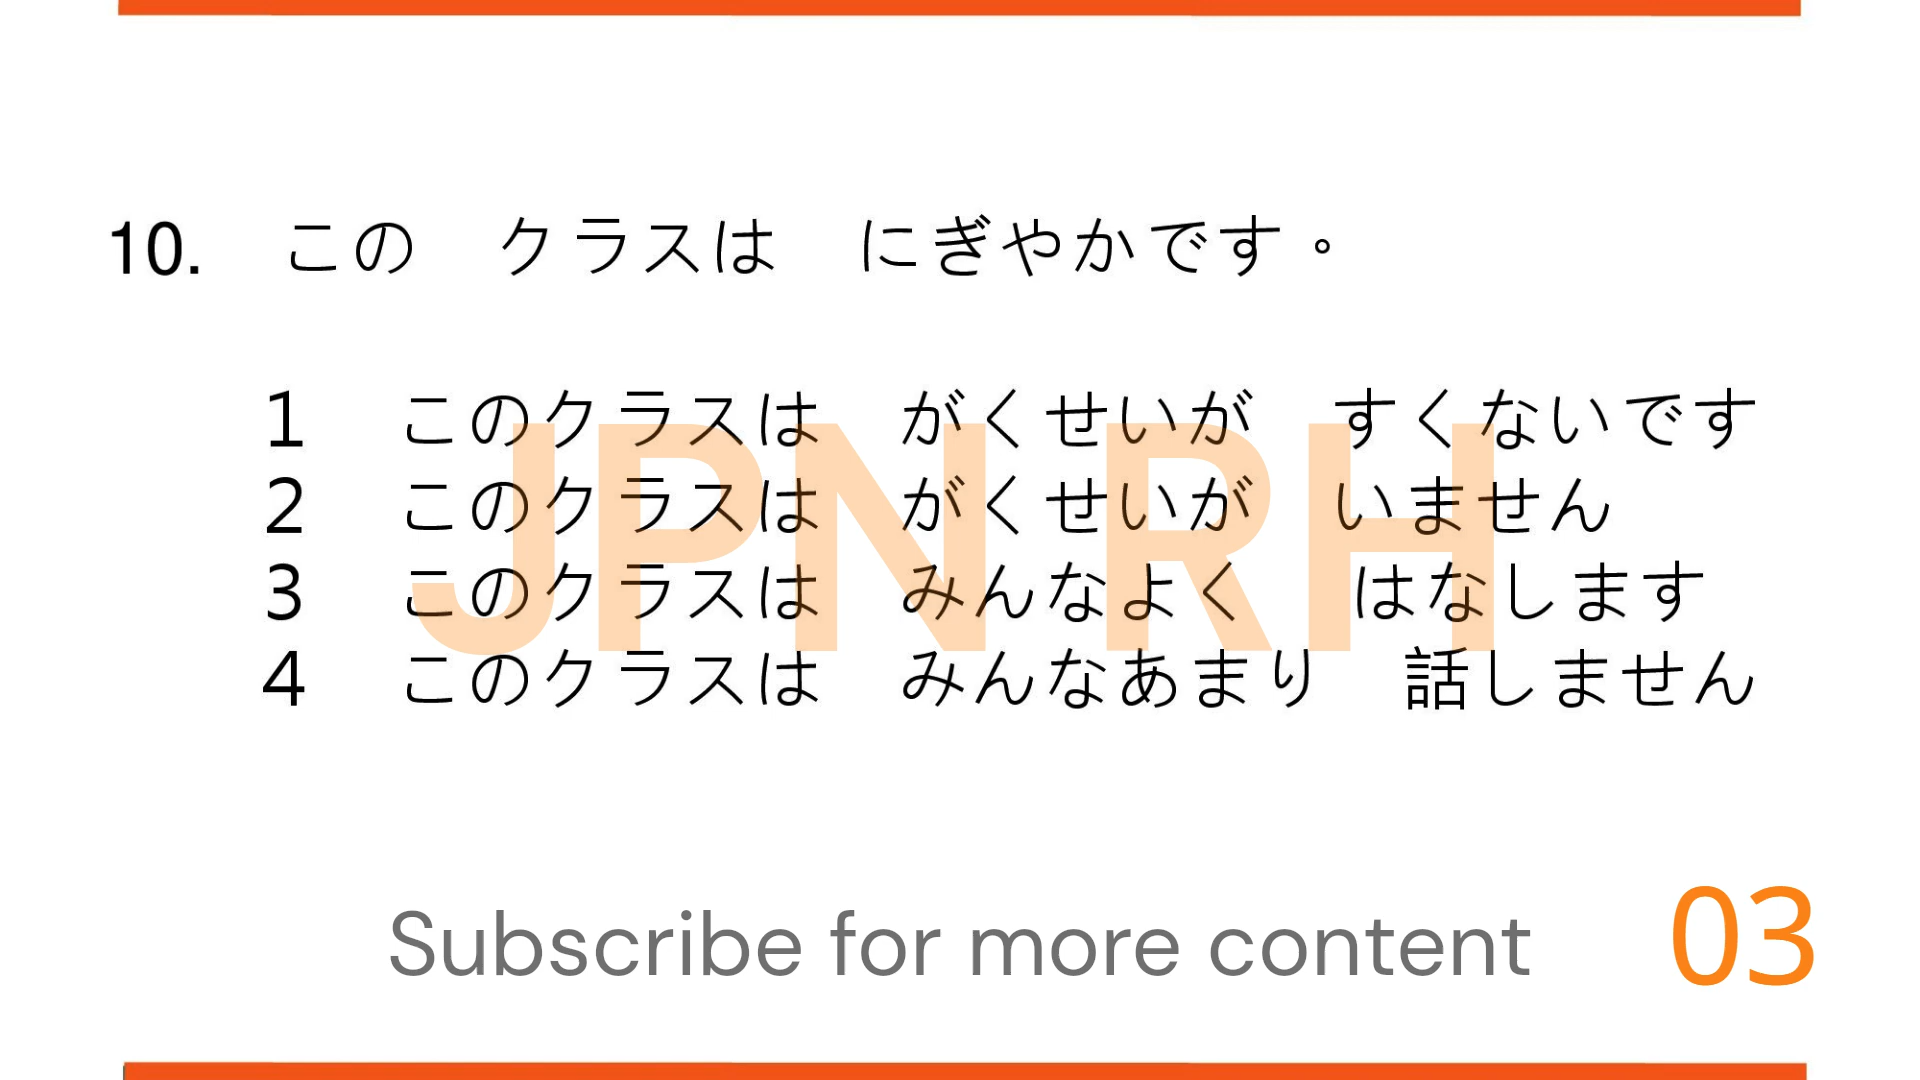 10. この クラスは にぎやかです。
1 このクラスは がくせいが すくないです
2 このクラスは がくせいが いません
3 このクラスは みんなよく はなします
4 このクラスは みんなあまり 話しません
JPN RH
Subscribe for more content
03